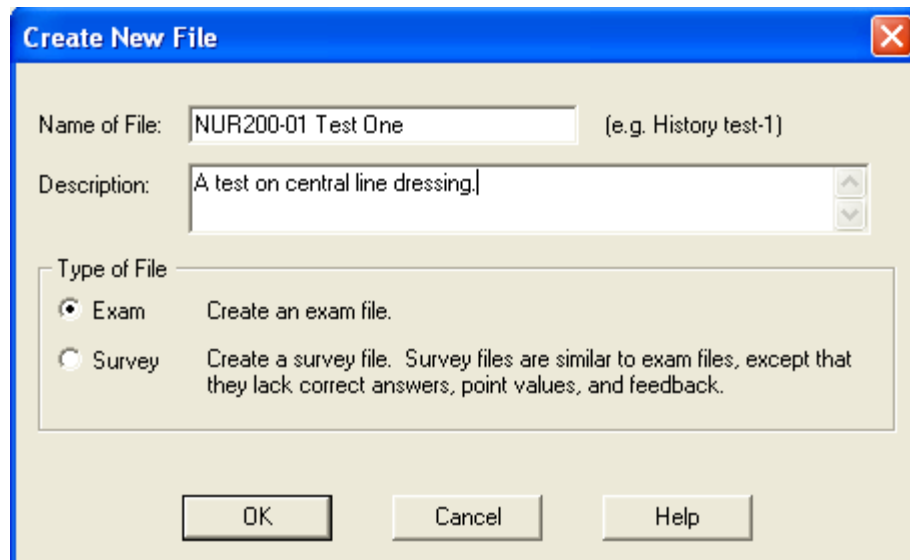 Create New File
Name of File: NUR200-01 Test One (e.g. History test-1)
Description: A test on central line dressing.
Type of File
Exam Create an exam file.
Survey Create a survey file. Survey files are similar to exam files, except that
they lack correct answers, point values, and feedback.
OK Cancel Help